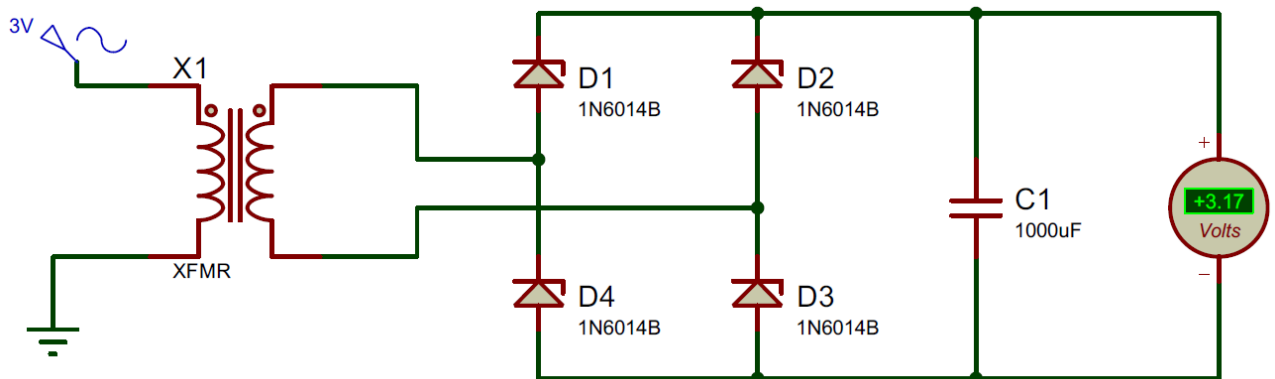 3V
X1
XFMR
D1
1N6014B
D2
1N6014B
D4
1N6014B
D3
1N6014B
C1
1000uF
+
+3.17
Volts
−